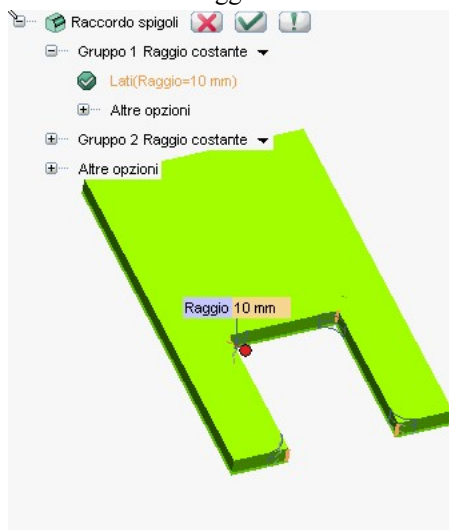 Raccordo spigoli
Gruppo 1 Raggio costante
Lati(Raggio=10 mm)
Altre opzioni
Gruppo 2 Raggio costante
Altre opzioni
Raggio 10 mm